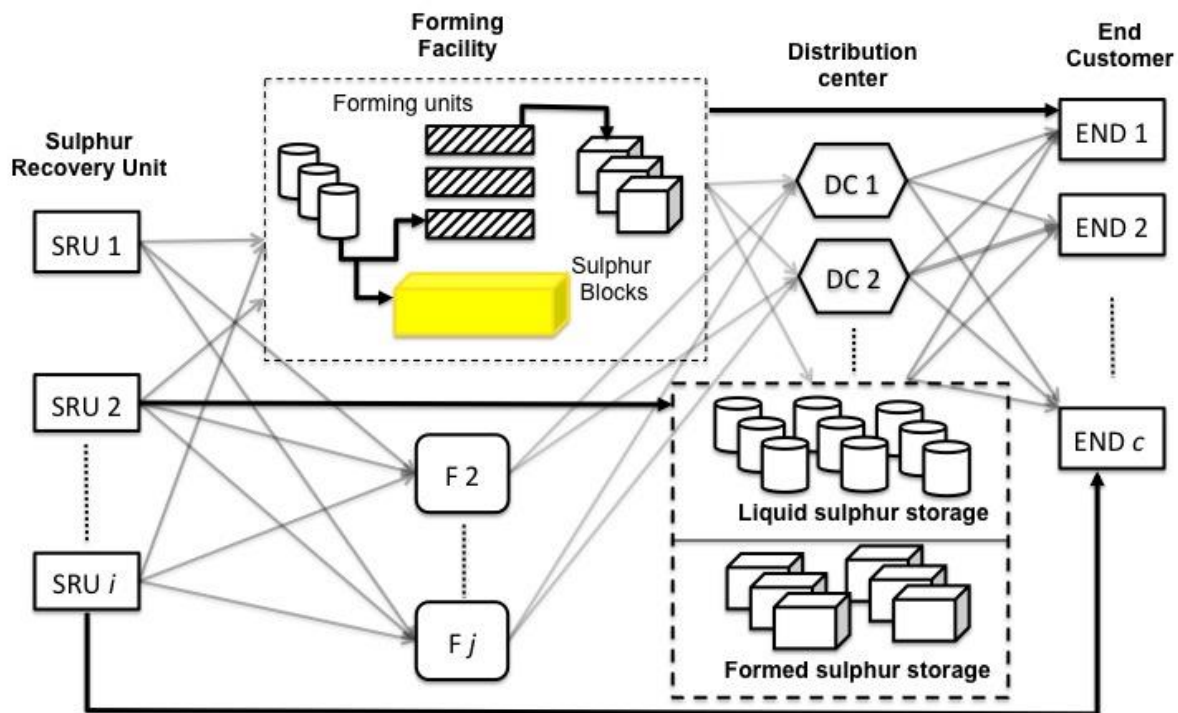 Forming
Facility
Distribution
center
End
Customer
Sulphur
Recovery Unit
Forming units
Sulphur
Blocks
SRU 1
SRU 2
SRU i
F 2
F j
DC 1
DC 2
Liquid sulphur storage
Formed sulphur storage
END 1
END 2
END c